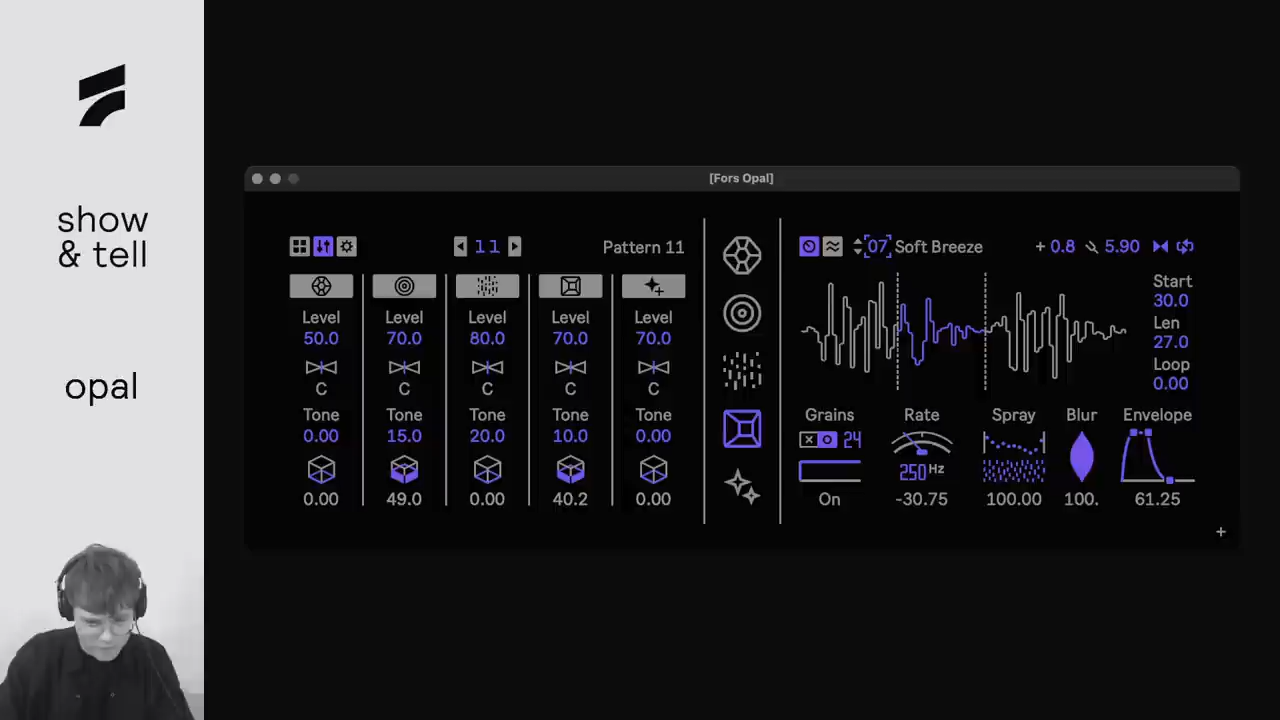 show
& tell
opal
[Fors Opal]
11
Pattern 11
Level
50.0
C
Tone
0.00
0.00
Level
70.0
C
Tone
15.0
49.0
Level
80.0
C
Tone
20.0
0.00
Level
70.0
C
Tone
10.0
40.2
Level
70.0
C
Tone
0.00
0.00
07 Soft Breeze
+ 0.8
5.90
Start
30.0
Len
27.0
Loop
0.00
Grains
24
On
Rate
250 Hz
-30.75
Spray
100.00
Blur
100.
Envelope
61.25
+